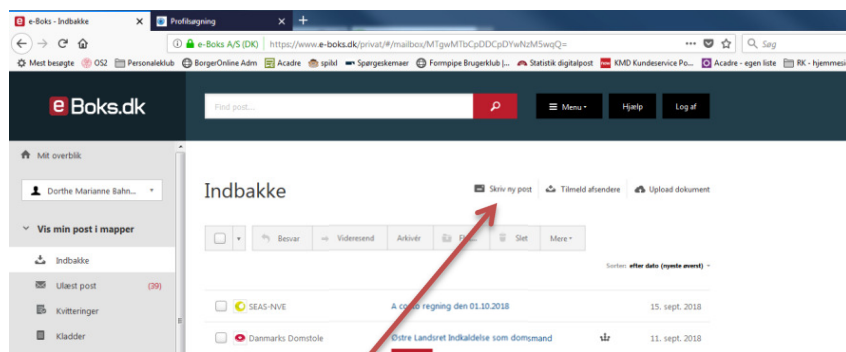 e-Boks - Indbakke Profilsøgning
e-Boks A/S (DK) https://www.e-boks.dk/privat/#/mailbox/MTgwMTbCpDDCpDYwNzM5wqQ= Søg
Mest besøgte OS2 Personaleklub BorgerOnline Adm Acadre spilxl Spørgeskemaer Formpipe Brugerklub |... Statistik digitalpost KMD Kundeservice Po... Acadre - egen liste RK - hjemmesi
e Boks.dk Find post... Menu Hjælp Log af
Mit overblik
Dorthe Marianne Bahn... Indbakke Skriv ny post Tilmeld afsendere Upload dokument
Vis min post i mapper Besvar Videresend Arkivér Slet Mere
Indbakke
Sorter: efter dato (nyeste øverst)
Ulæst post (39)
Kvitteringer SEAS-NVE A conto regning den 01.10.2018 15. sept. 2018
Kladder Danmarks Domstole Østre Landsret Indkaldelse som domsmand 11. sept. 2018